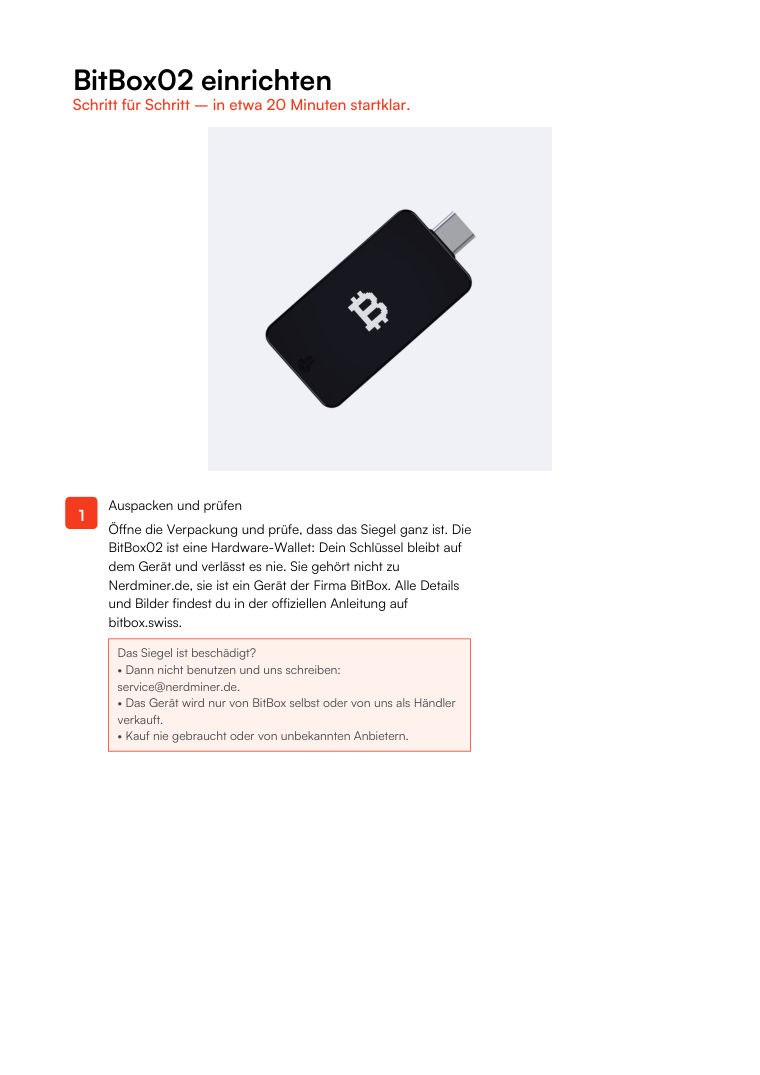 BitBox02 einrichten
Schritt für Schritt — in etwa 20 Minuten startklar.
1
Auspacken und prüfen
Öffne die Verpackung und prüfe, dass das Siegel ganz ist. Die
BitBox02 ist eine Hardware-Wallet: Dein Schlüssel bleibt auf
dem Gerät und verlässt es nie. Sie gehört nicht zu
Nerdminer.de, sie ist ein Gerät der Firma BitBox. Alle Details
und Bilder findest du in der offiziellen Anleitung auf
bitbox.swiss.
Das Siegel ist beschädigt?
• Dann nicht benutzen und uns schreiben:
service@nerdminer.de.
• Das Gerät wird nur von BitBox selbst oder von uns als Händler
verkauft.
• Kauf nie gebraucht oder von unbekannten Anbietern.